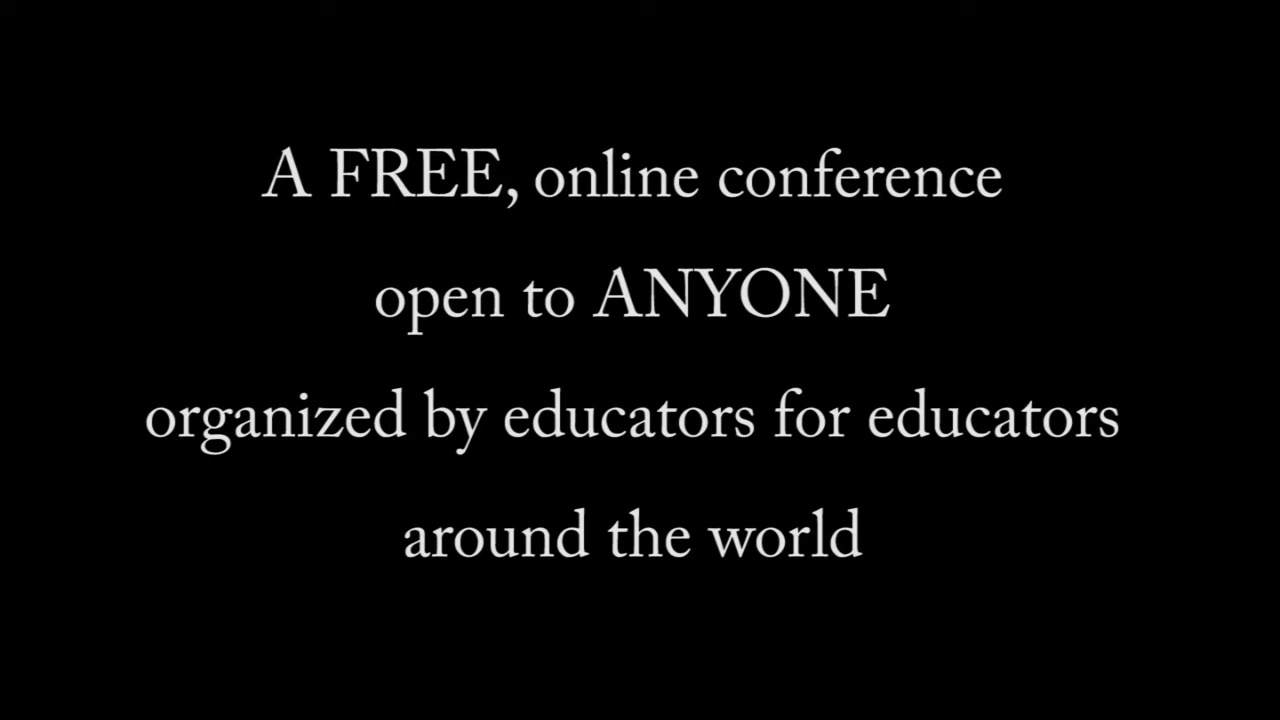 A FREE, online conference
open to ANYONE
organized by educators for educators
around the world